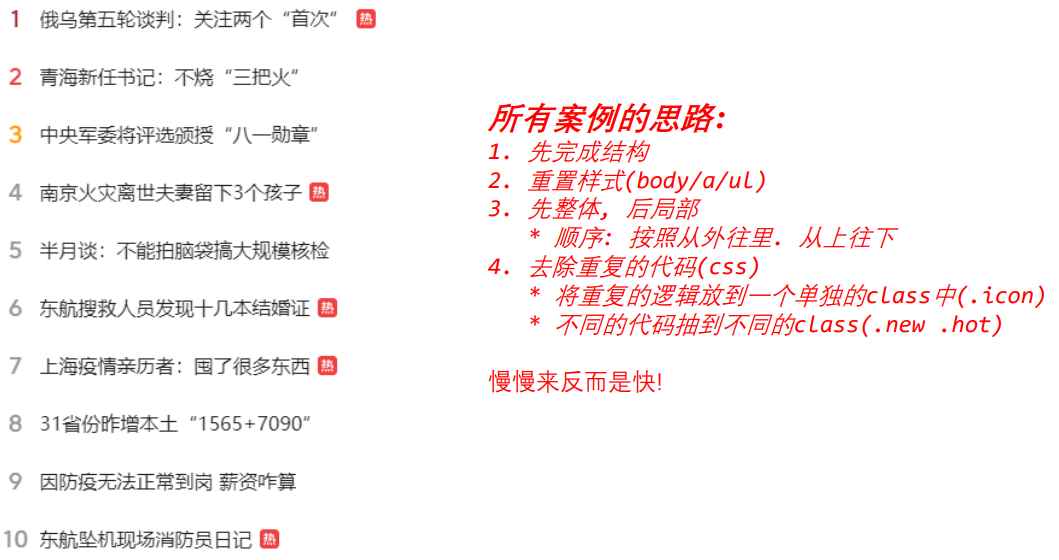 1 俄乌第五轮谈判：关注两个“首次” 热
2 青海新任书记：不烧“三把火”
3 中央军委将评选颁授“八一勋章”
4 南京火灾离世夫妻留下3个孩子 热
5 半月谈：不能拍脑袋搞大规模核检
6 东航搜救人员发现十几本结婚证 热
7 上海疫情亲历者：囤了很多东西 热
8 31省份昨增本土“1565+7090”
9 因防疫无法正常到岗 薪资咋算
10 东航坠机现场消防员日记 热
所有案例的思路:
1. 先完成结构
2. 重置样式(body/a/ul)
3. 先整体, 后局部
* 顺序: 按照从外往里. 从上往下
4. 去除重复的代码(css)
* 将重复的逻辑放到一个单独的class中(.icon)
* 不同的代码抽到不同的class(.new .hot)
慢慢来反而是快!